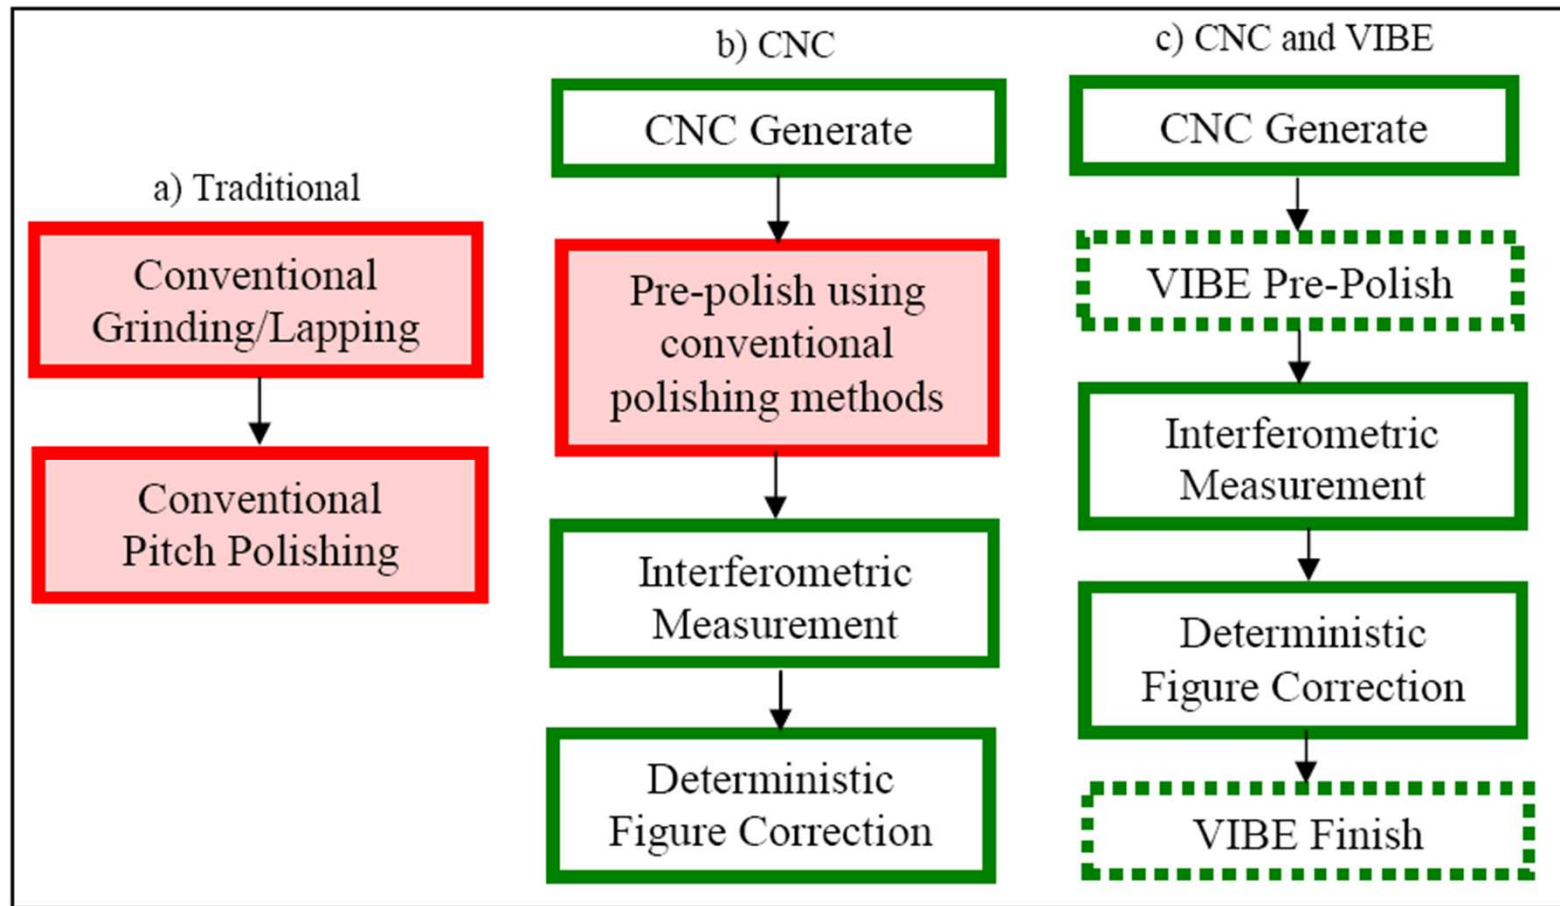 a) Traditional
Conventional
Grinding/Lapping
Conventional
Pitch Polishing
b) CNC
CNC Generate
Pre-polish using
conventional
polishing methods
Interferometric
Measurement
Deterministic
Figure Correction
c) CNC and VIBE
CNC Generate
VIBE Pre-Polish
Interferometric
Measurement
Deterministic
Figure Correction
VIBE Finish